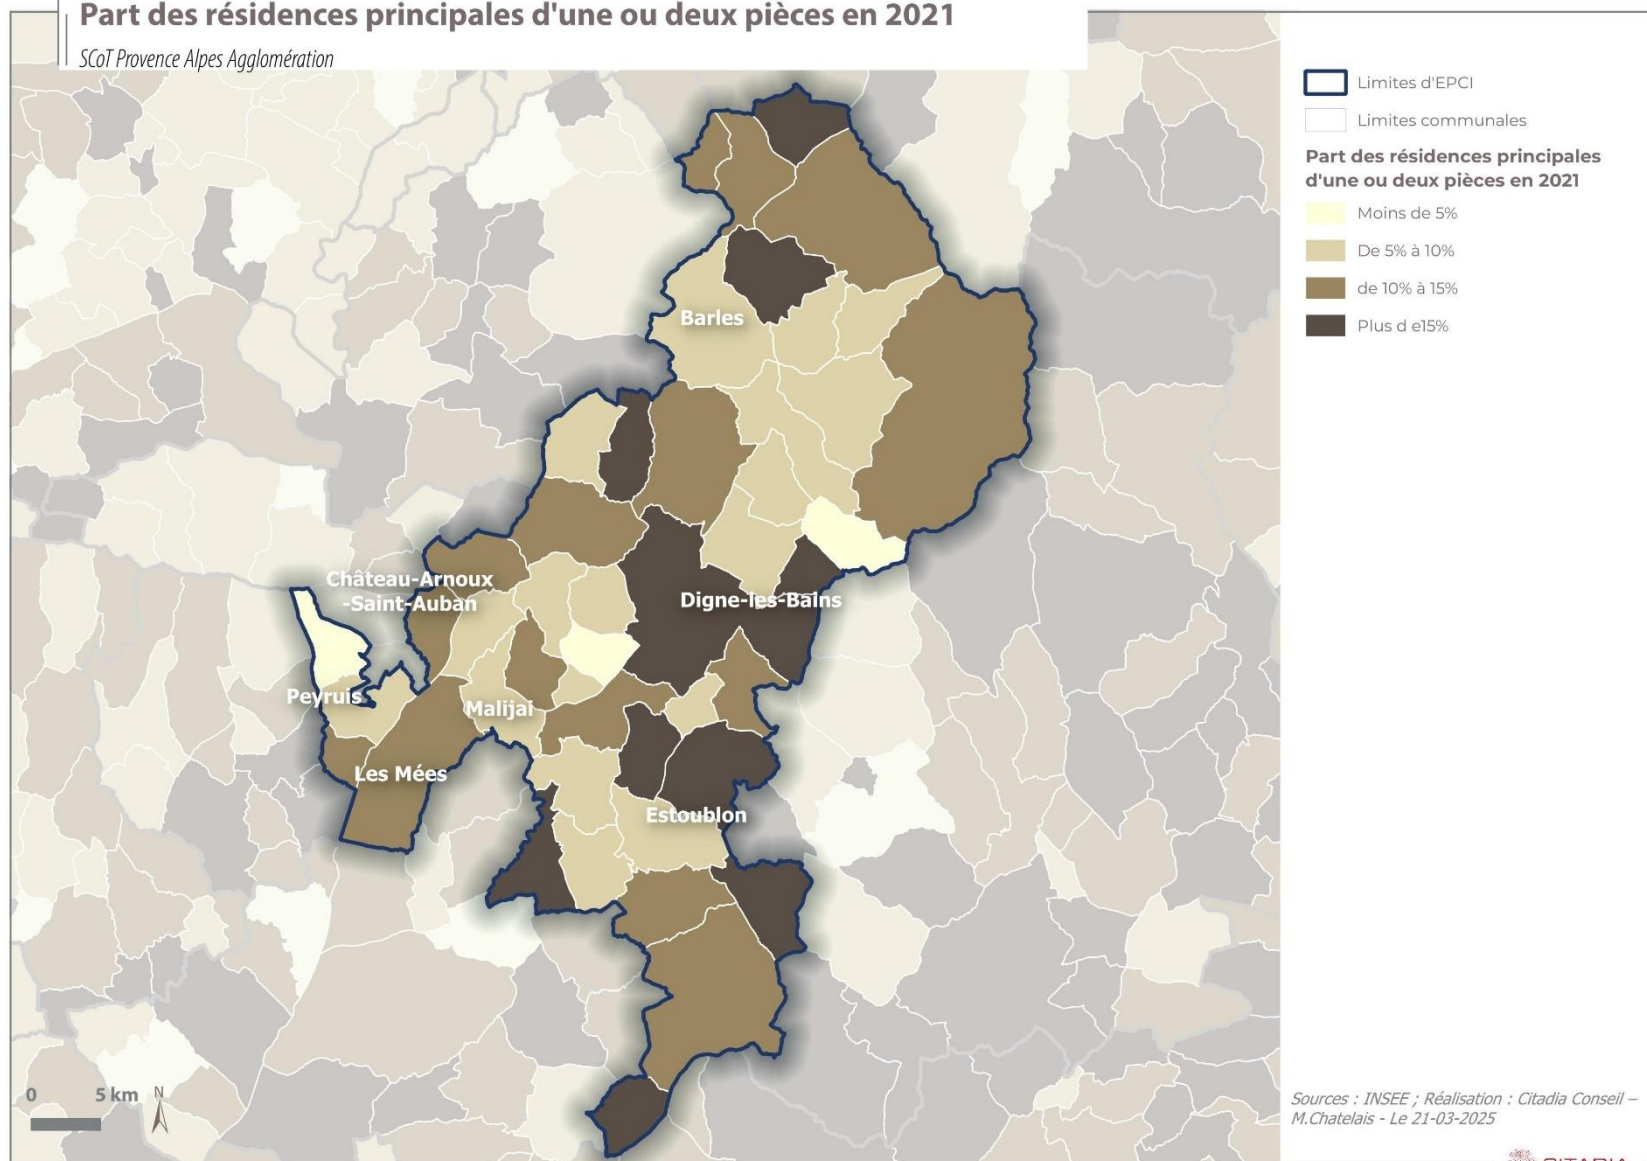 Part des résidences principales d'une ou deux pièces en 2021
SCoT Provence Alpes Agglomération
Limites d'EPCI
Limites communales
Part des résidences principales
d'une ou deux pièces en 2021
Moins de 5%
De 5% à 10%
de 10% à 15%
Plus d e15%
Barles
Château-Arnoux
-Saint-Auban
Digne-les-Bains
Peyruis
Malijai
Les Mées
Estoublon
0 5 km N
Sources : INSEE ; Réalisation : Citadia Conseil –
M.Chatelais - Le 21-03-2025
CITADIA